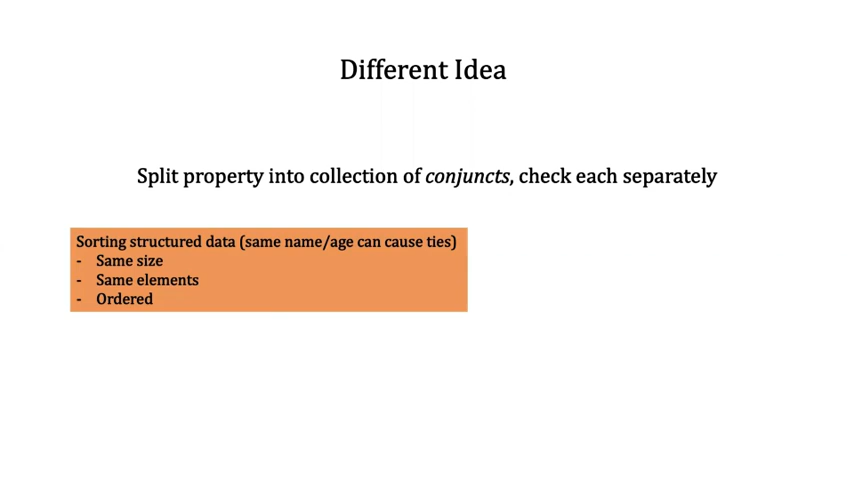 Different Idea
Split property into collection of conjuncts, check each separately
Sorting structured data (same name/age can cause ties)
- Same size
- Same elements
- Ordered